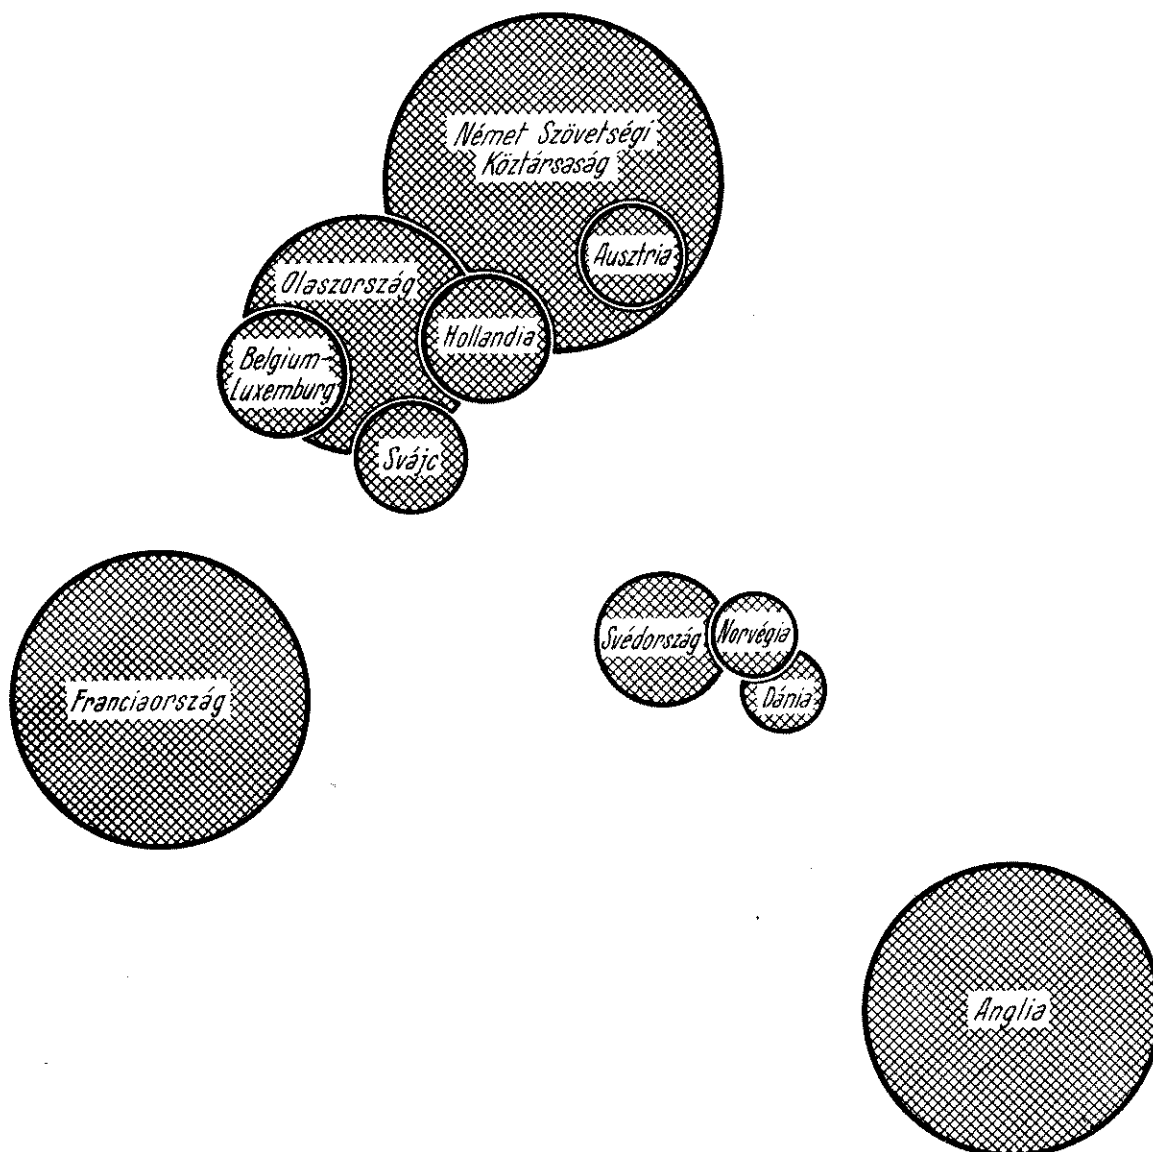 Német Szövetségi
Köztársaság
Ausztria
Olaszország
Hollandia
Belgium-
Luxemburg
Svájc
Svédország
Norvégia
Dánia
Franciaország
Anglia